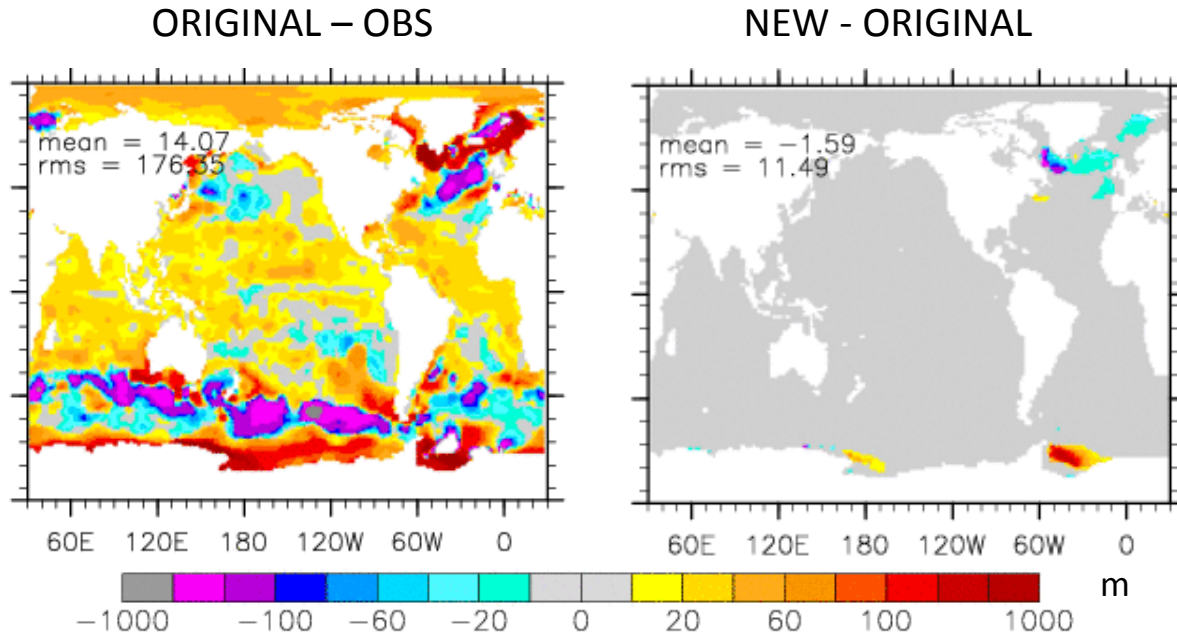 ORIGINAL – OBS
NEW - ORIGINAL
mean = 14.07
rms = 176.35
mean = −1.59
rms = 11.49
60E 120E 180 120W 60W 0
60E 120E 180 120W 60W 0
−1000 −100 −60 −20 0 20 60 100 1000 m